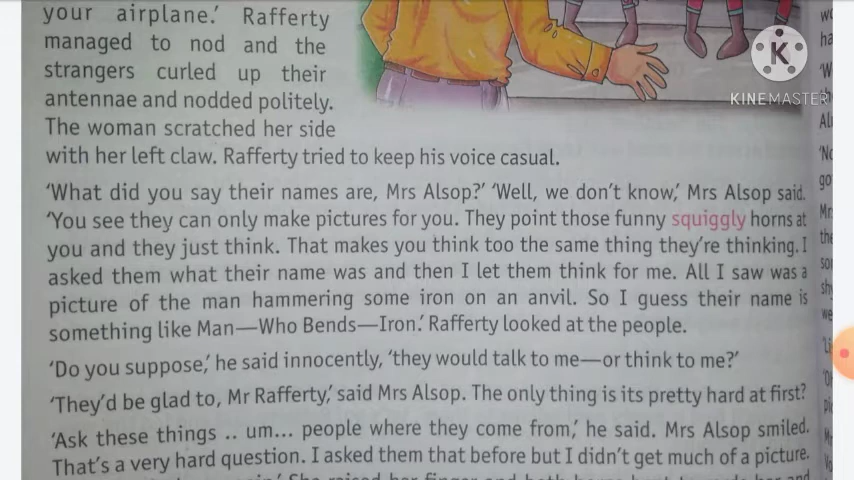 your airplane.' Rafferty
managed to nod and the
strangers curled up their
antennae and nodded politely.
The woman scratched her side
with her left claw. Rafferty tried to keep his voice casual.
'What did you say their names are, Mrs Alsop?' 'Well, we don't know,' Mrs Alsop said.
'You see they can only make pictures for you. They point those funny squiggly horns at
you and they just think. That makes you think too the same thing they're thinking. I
asked them what their name was and then I let them think for me. All I saw was a
picture of the man hammering some iron on an anvil. So I guess their name is
something like Man—Who Bends—Iron.' Rafferty looked at the people.
'Do you suppose,' he said innocently, 'they would talk to me—or think to me?'
'They'd be glad to, Mr Rafferty,' said Mrs Alsop. The only thing is its pretty hard at first?
'Ask these things .. um... people where they come from,' he said. Mrs Alsop smiled.
That's a very hard question. I asked them that before but I didn't get much of a picture.
KINEMASTER